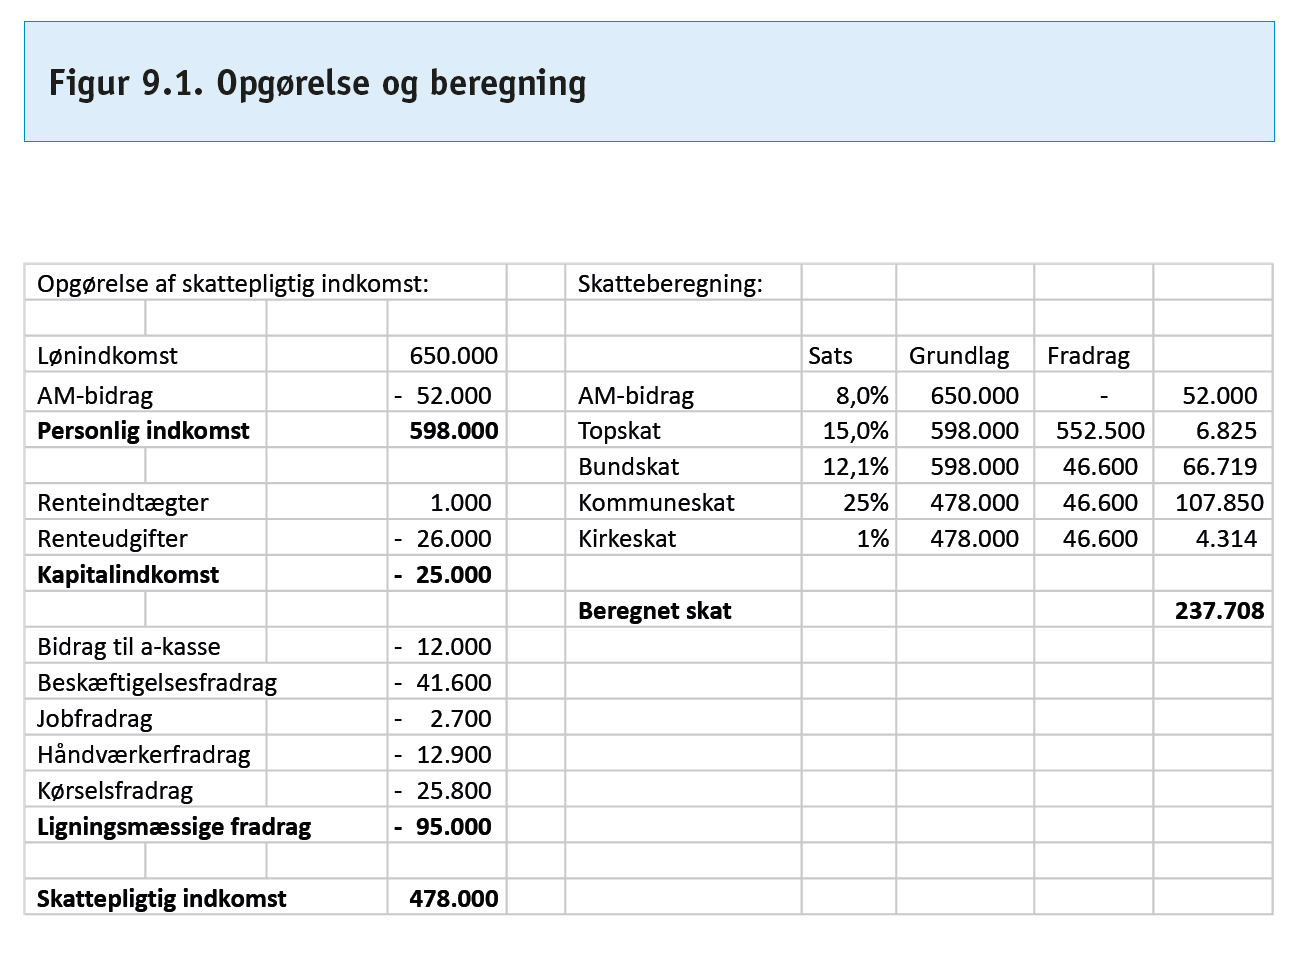 Figur 9.1. Opgørelse og beregning
Opgørelse af skattepligtig indkomst: Skatteberegning:
Lønindkomst 650.000 Sats Grundlag Fradrag
AM-bidrag - 52.000 AM-bidrag 8,0% 650.000 - 52.000
Personlig indkomst 598.000 Topskat 15,0% 598.000 552.500 6.825
Bundskat 12,1% 598.000 46.600 66.719
Renteindtægter 1.000 Kommuneskat 25% 478.000 46.600 107.850
Renteudgifter - 26.000 Kirkeskat 1% 478.000 46.600 4.314
Kapitalindkomst - 25.000
Beregnet skat 237.708
Bidrag til a-kasse - 12.000
Beskæftigelsesfradrag - 41.600
Jobfradrag - 2.700
Håndværkerfradrag - 12.900
Kørselsfradrag - 25.800
Ligningsmæssige fradrag - 95.000
Skattepligtig indkomst 478.000